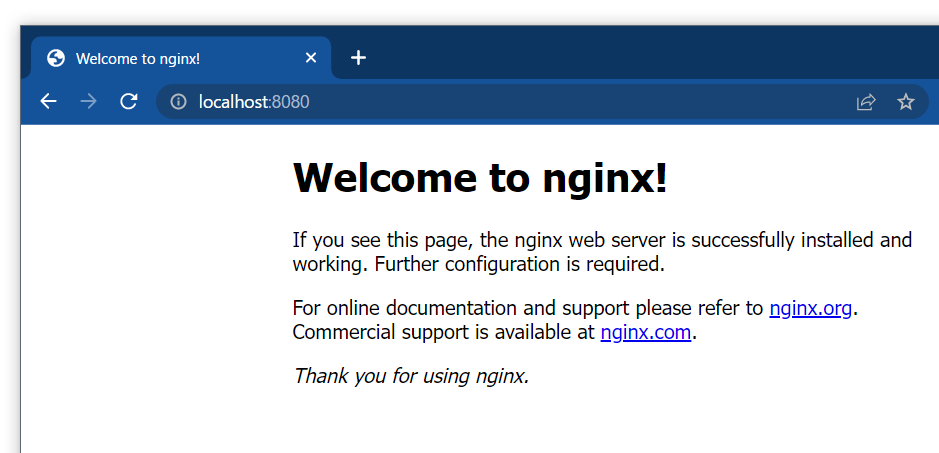 Welcome to nginx!
localhost:8080
Welcome to nginx!
If you see this page, the nginx web server is successfully installed and
working. Further configuration is required.
For online documentation and support please refer to nginx.org.
Commercial support is available at nginx.com.
Thank you for using nginx.